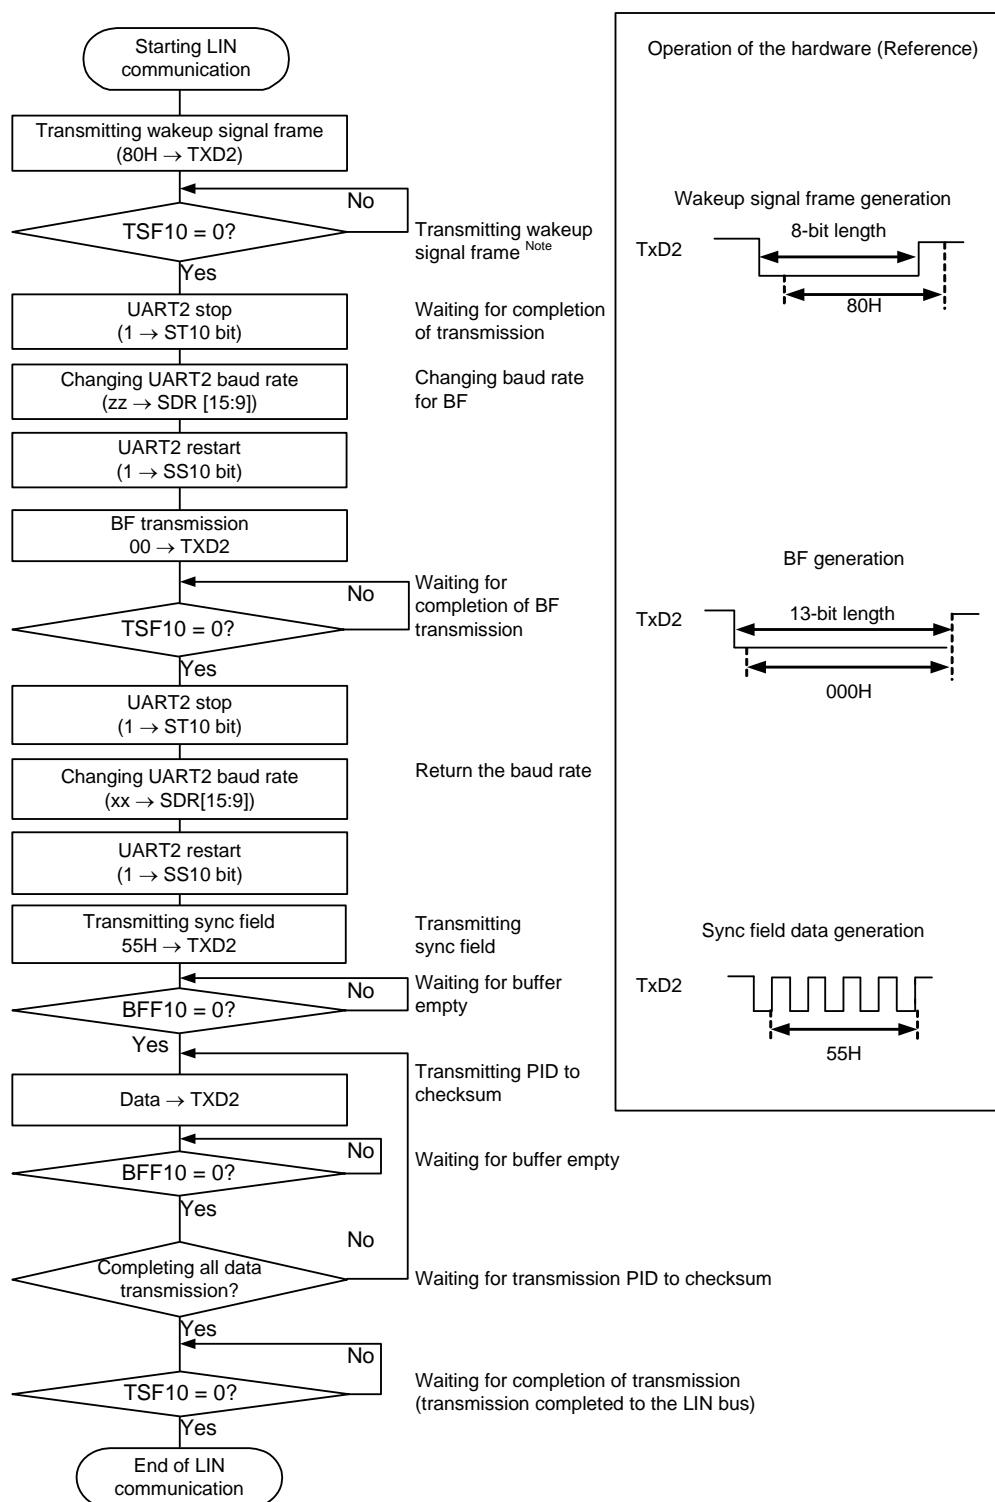 Starting LIN
communication
Transmitting wakeup signal frame
(80H → TXD2)
No
TSF10 = 0?
Transmitting wakeup
signal frame Note
Yes
UART2 stop
(1 → ST10 bit)
Waiting for completion
of transmission
Changing UART2 baud rate
(zz → SDR [15:9])
Changing baud rate
for BF
UART2 restart
(1 → SS10 bit)
BF transmission
00 → TXD2
No
Waiting for
completion of BF
transmission
TSF10 = 0?
Yes
UART2 stop
(1 → ST10 bit)
Changing UART2 baud rate
(xx → SDR[15:9])
Return the baud rate
UART2 restart
(1 → SS10 bit)
Transmitting sync field
55H → TXD2
Transmitting
sync field
No
Waiting for buffer
empty
BFF10 = 0?
Yes
Transmitting PID to
checksum
Data → TXD2
No
BFF10 = 0?
Waiting for buffer empty
Yes
No
Completing all data
transmission?
Waiting for transmission PID to checksum
Yes
No
TSF10 = 0?
Waiting for completion of transmission
(transmission completed to the LIN bus)
Yes
End of LIN
communication
Operation of the hardware (Reference)
Wakeup signal frame generation
TxD2
8-bit length
80H
BF generation
TxD2
13-bit length
000H
Sync field data generation
TxD2
55H